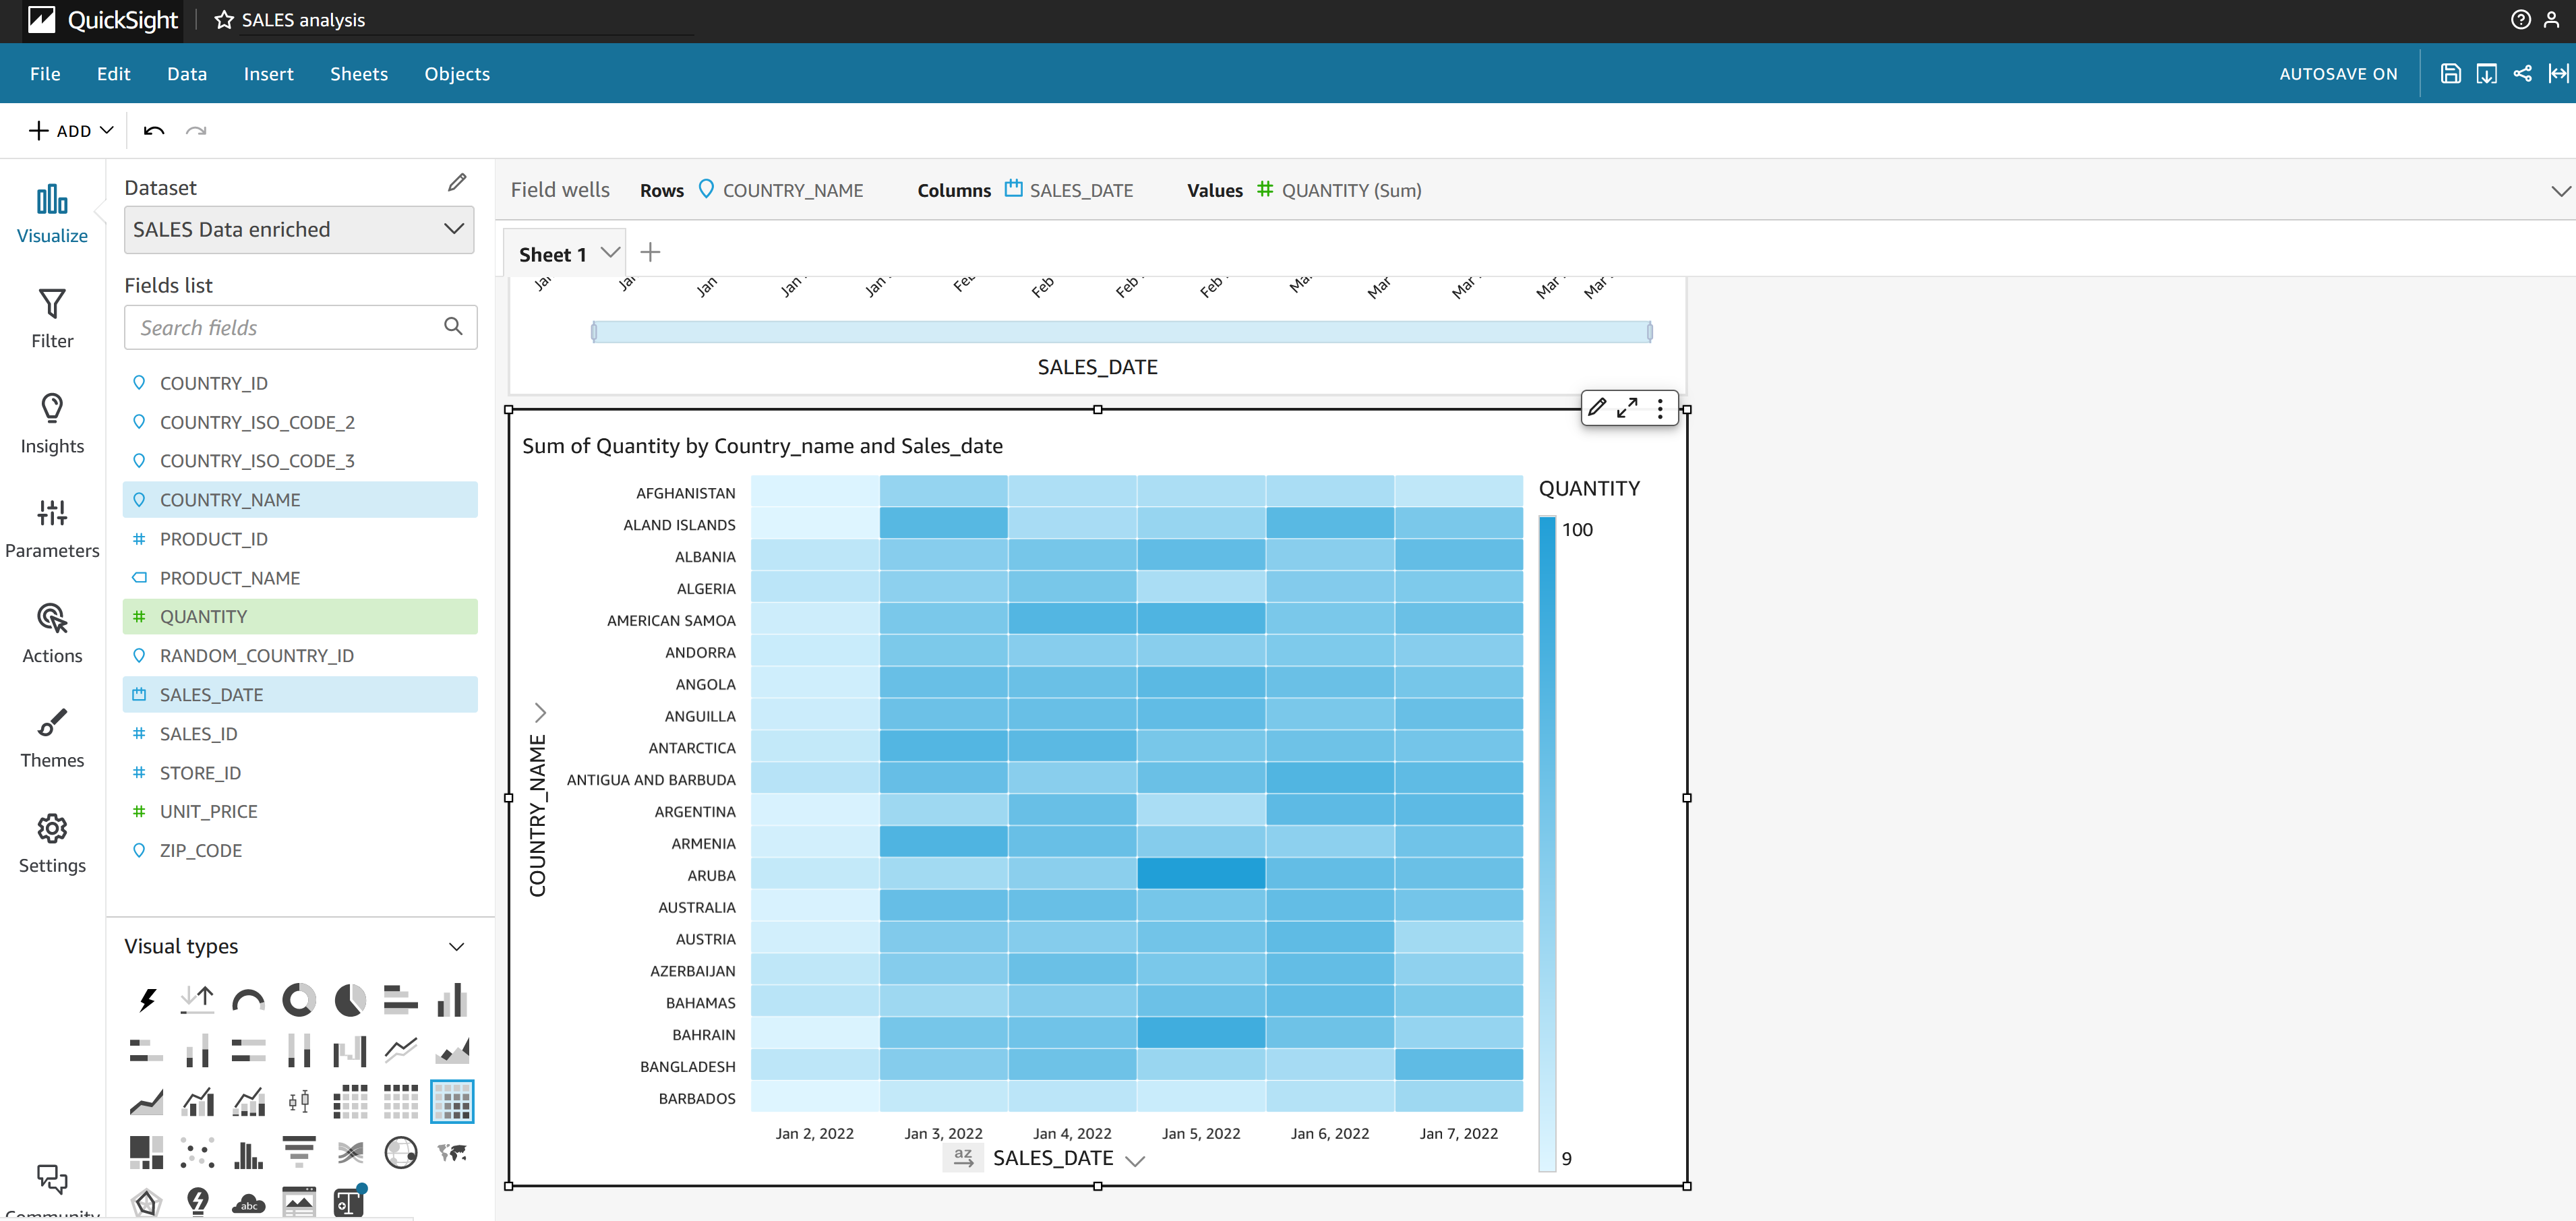 QuickSight
SALES analysis
File Edit Data Insert Sheets Objects
AUTOSAVE ON
ADD
Visualize
Filter
Insights
Parameters
Actions
Themes
Settings
Community
Dataset
SALES Data enriched
Fields list
Search fields
COUNTRY_ID
COUNTRY_ISO_CODE_2
COUNTRY_ISO_CODE_3
COUNTRY_NAME
PRODUCT_ID
PRODUCT_NAME
QUANTITY
RANDOM_COUNTRY_ID
SALES_DATE
SALES_ID
STORE_ID
UNIT_PRICE
ZIP_CODE
Visual types
abc
Field wells Rows COUNTRY_NAME Columns SALES_DATE Values QUANTITY (Sum)
Sheet 1
Jan Jan Jan Jan Jan Feb Feb Feb Feb Mar Mar Mar Mar Mar
SALES_DATE
Sum of Quantity by Country_name and Sales_date
COUNTRY_NAME
AFGHANISTAN
ALAND ISLANDS
ALBANIA
ALGERIA
AMERICAN SAMOA
ANDORRA
ANGOLA
ANGUILLA
ANTARCTICA
ANTIGUA AND BARBUDA
ARGENTINA
ARMENIA
ARUBA
AUSTRALIA
AUSTRIA
AZERBAIJAN
BAHAMAS
BAHRAIN
BANGLADESH
BARBADOS
Jan 2, 2022 Jan 3, 2022 Jan 4, 2022 Jan 5, 2022 Jan 6, 2022 Jan 7, 2022
az
SALES_DATE
QUANTITY
100
9